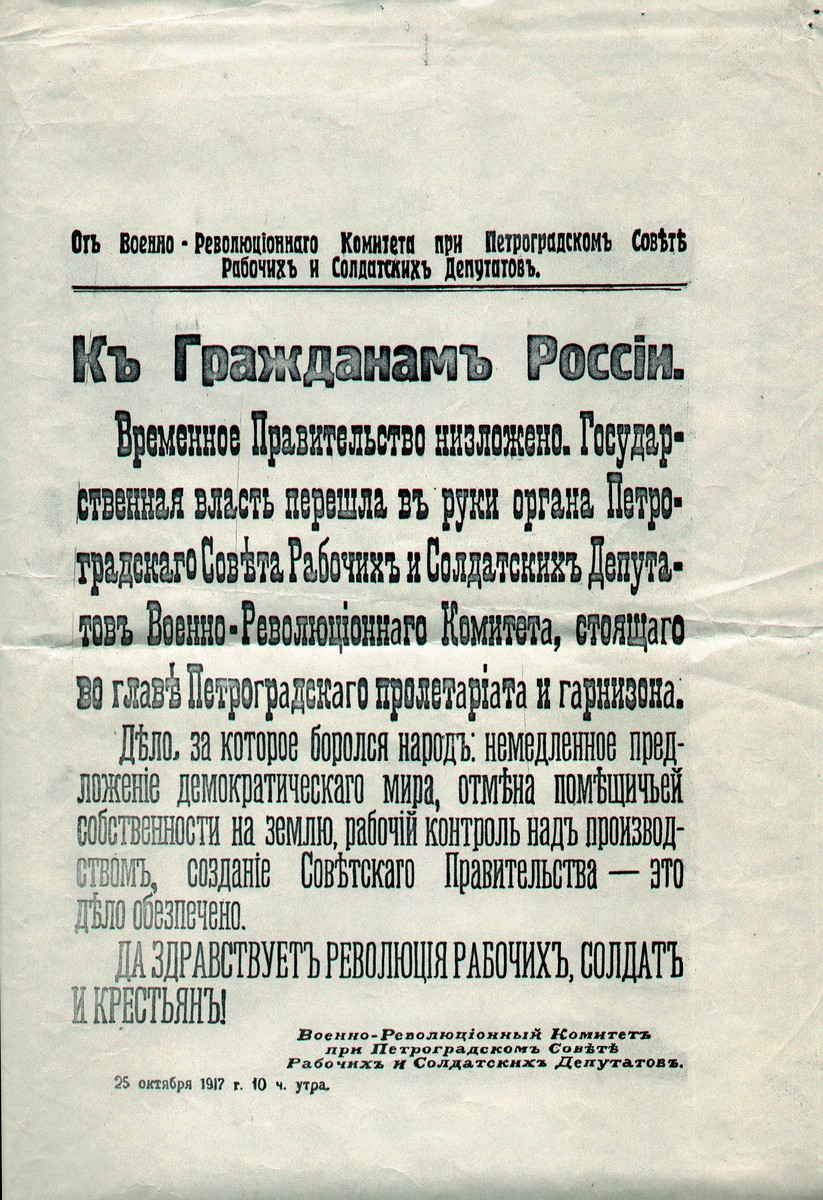 Отъ Военно-Революціоннаго Комитета при Петроградскомъ Совѣтѣ
Рабочихъ и Солдатскихъ Депутатовъ.
Къ Гражданамъ Россіи.
Временное Правительство низложено. Государ-
ственная власть перешла въ руки органа Петро-
градскаго Совѣта Рабочихъ и Солдатскихъ Депута-
товъ Военно-Революціоннаго Комитета, стоящаго
во главѣ Петроградскаго пролетаріата и гарнизона.
Дѣло, за которое боролся народъ: немедленное пред-
ложеніе демократическаго мира, отмѣна помѣщичьей
собственности на землю, рабочій контроль надъ производ-
ствомъ, созданіе Совѣтскаго Правительства — это
дѣло обезпечено.
ДА ЗДРАВСТВУЕТЪ РЕВОЛЮЦІЯ РАБОЧИХЪ, СОЛДАТЪ
И КРЕСТЬЯНЪ!
Военно-Революціонный Комитетъ
при Петроградскомъ Совѣтѣ
Рабочихъ и Солдатскихъ Депутатовъ.
25 октября 1917 г. 10 ч. утра.